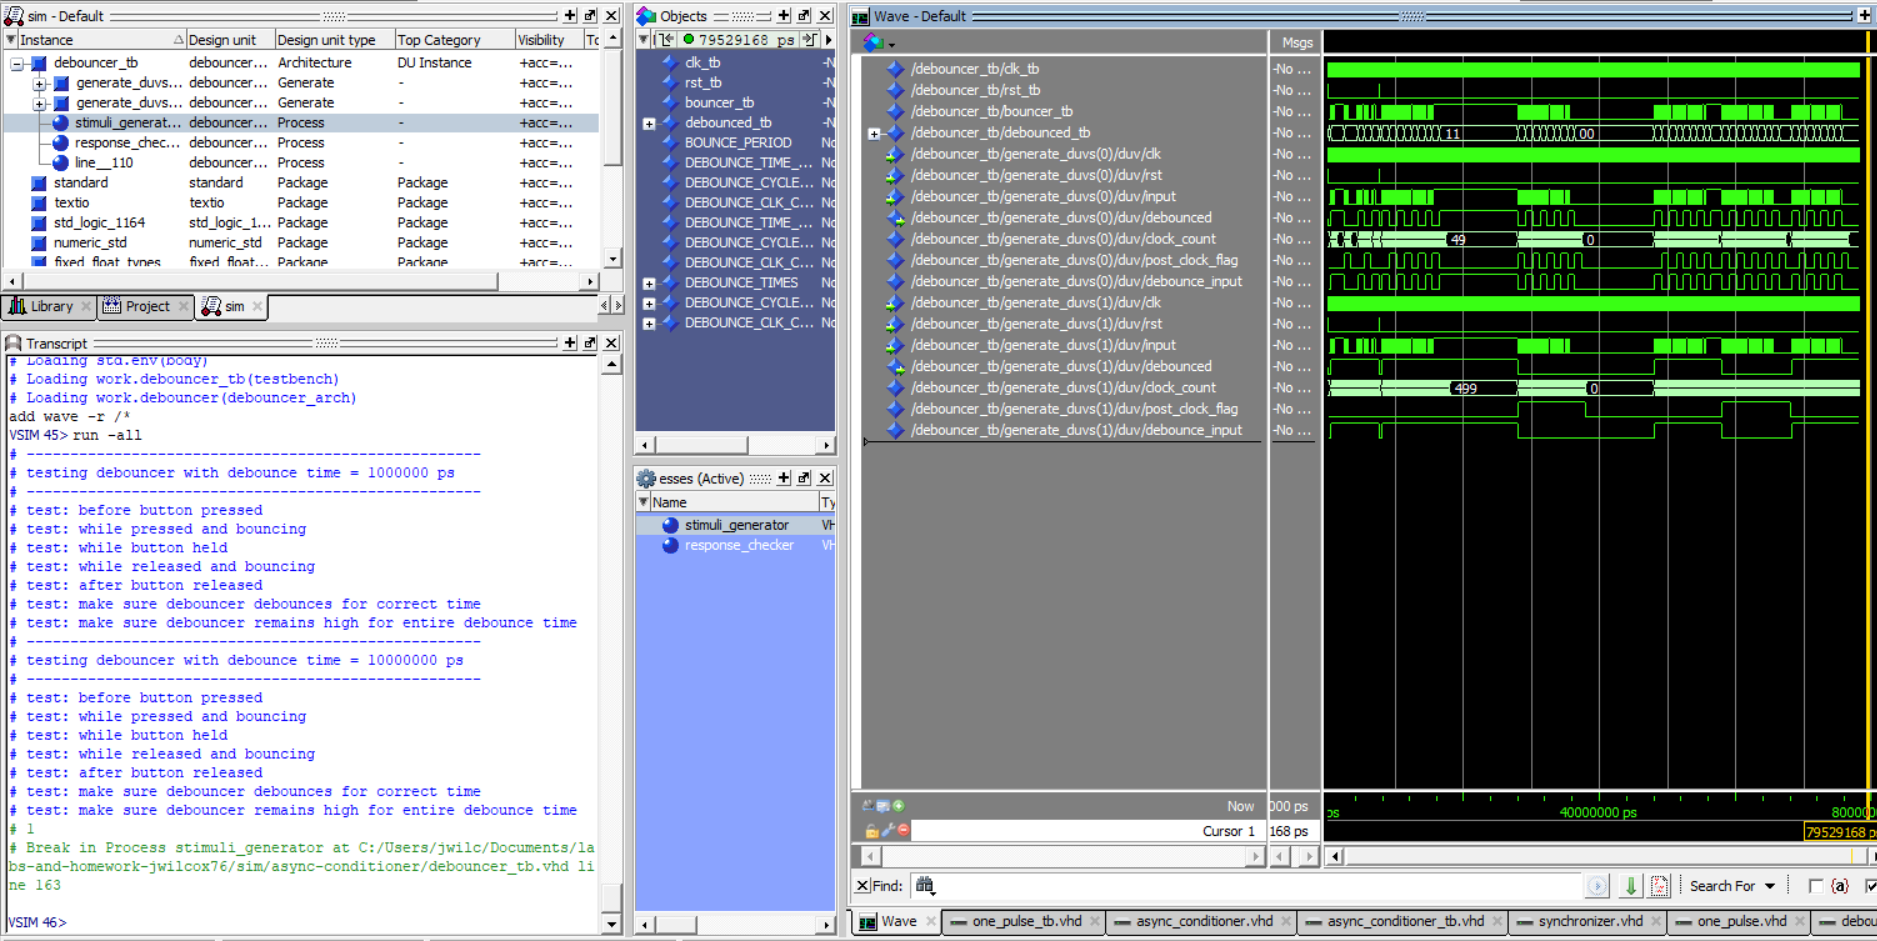 sim - Default
Instance Design unit Design unit type Top Category Visibility
debouncer_tb debouncer... Architecture DU Instance +acc=...
generate_duvs... debouncer... Generate - +acc=...
generate_duvs... debouncer... Generate - +acc=...
stimuli_generat... debouncer... Process - +acc=...
response_chec... debouncer... Process - +acc=...
line__110 debouncer... Process - +acc=...
standard standard Package Package +acc=...
textio textio Package Package +acc=...
std_logic_1164 std_logic_1... Package Package +acc=...
numeric_std numeric_std Package Package +acc=...
fixed_float_types fixed_float... Package Package +acc=...
Library Project sim
Transcript
# Loading std.env(body)
# Loading work.debouncer_tb(testbench)
# Loading work.debouncer(debouncer_arch)
add wave -r /*
VSIM 45> run -all
# ----------------------------------------------------
# testing debouncer with debounce time = 1000000 ps
# ----------------------------------------------------
# test: before button pressed
# test: while pressed and bouncing
# test: while button held
# test: while released and bouncing
# test: after button released
# test: make sure debouncer debounces for correct time
# test: make sure debouncer remains high for entire debounce time
# ----------------------------------------------------
# testing debouncer with debounce time = 10000000 ps
# ----------------------------------------------------
# test: before button pressed
# test: while pressed and bouncing
# test: while button held
# test: while released and bouncing
# test: after button released
# test: make sure debouncer debounces for correct time
# test: make sure debouncer remains high for entire debounce time
# 1
# Break in Process stimuli_generator at C:/Users/jwilc/Documents/la
bs-and-homework-jwilcox76/sim/async-conditioner/debouncer_tb.vhd li
ne 163
VSIM 46>
Objects
79529168 ps
clk_tb
rst_tb
bouncer_tb
debounced_tb
BOUNCE_PERIOD
DEBOUNCE_TIME_...
DEBOUNCE_CYCLE...
DEBOUNCE_CLK_C...
DEBOUNCE_TIME_...
DEBOUNCE_CYCLE...
DEBOUNCE_CLK_C...
DEBOUNCE_TIMES
DEBOUNCE_CYCLE...
DEBOUNCE_CLK_C...
esses (Active)
Name Ty
stimuli_generator VH
response_checker VH
Wave - Default
Msgs
/debouncer_tb/clk_tb -No ...
/debouncer_tb/rst_tb -No ...
/debouncer_tb/bouncer_tb -No ...
/debouncer_tb/debounced_tb -No ... 11 00
/debouncer_tb/generate_duvs(0)/duv/clk -No ...
/debouncer_tb/generate_duvs(0)/duv/rst -No ...
/debouncer_tb/generate_duvs(0)/duv/input -No ...
/debouncer_tb/generate_duvs(0)/duv/debounced -No ...
/debouncer_tb/generate_duvs(0)/duv/clock_count -No ... 49 0
/debouncer_tb/generate_duvs(0)/duv/post_clock_flag -No ...
/debouncer_tb/generate_duvs(0)/duv/debounce_input -No ...
/debouncer_tb/generate_duvs(1)/duv/clk -No ...
/debouncer_tb/generate_duvs(1)/duv/rst -No ...
/debouncer_tb/generate_duvs(1)/duv/input -No ...
/debouncer_tb/generate_duvs(1)/duv/debounced -No ...
/debouncer_tb/generate_duvs(1)/duv/clock_count -No ... 499 0
/debouncer_tb/generate_duvs(1)/duv/post_clock_flag -No ...
/debouncer_tb/generate_duvs(1)/duv/debounce_input -No ...
Now 000 ps ps 40000000 ps 800000
Cursor 1 168 ps 79529168 ps
Find: Search For {a}
Wave one_pulse_tb.vhd async_conditioner.vhd async_conditioner_tb.vhd synchronizer.vhd one_pulse.vhd debou